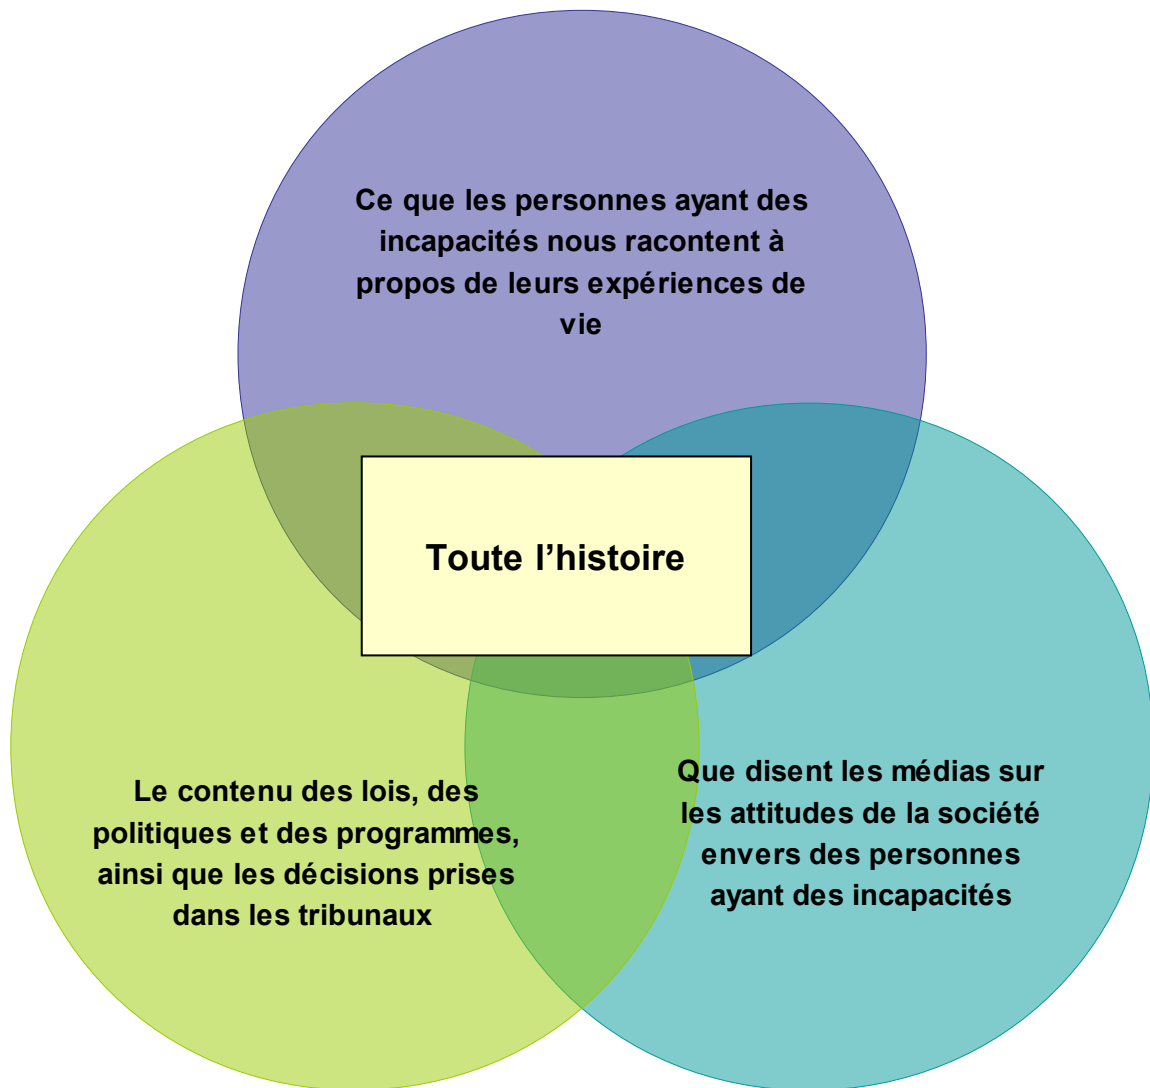 Ce que les personnes ayant des
incapacités nous racontent à
propos de leurs expériences de
vie
Toute l’histoire
Le contenu des lois, des
politiques et des programmes,
ainsi que les décisions prises
dans les tribunaux
Que disent les médias sur
les attitudes de la société
envers des personnes
ayant des incapacités